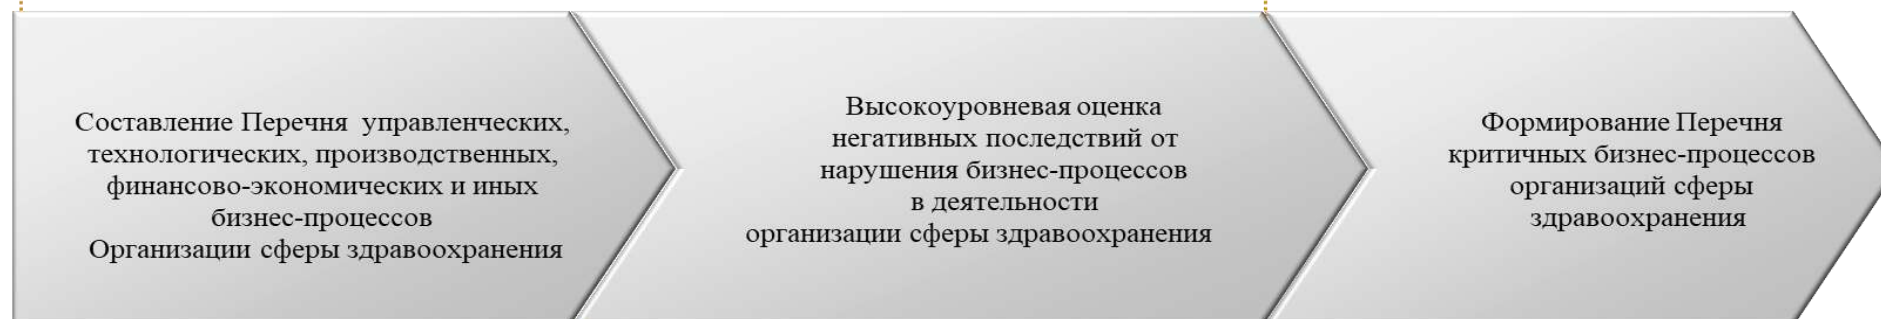 Составление Перечня управленческих,
технологических, производственных,
финансово-экономических и иных
бизнес-процессов
Организации сферы здравоохранения
Высокоуровневая оценка
негативных последствий от
нарушения бизнес-процессов
в деятельности
организации сферы здравоохранения
Формирование Перечня
критичных бизнес-процессов
организаций сферы
здравоохранения